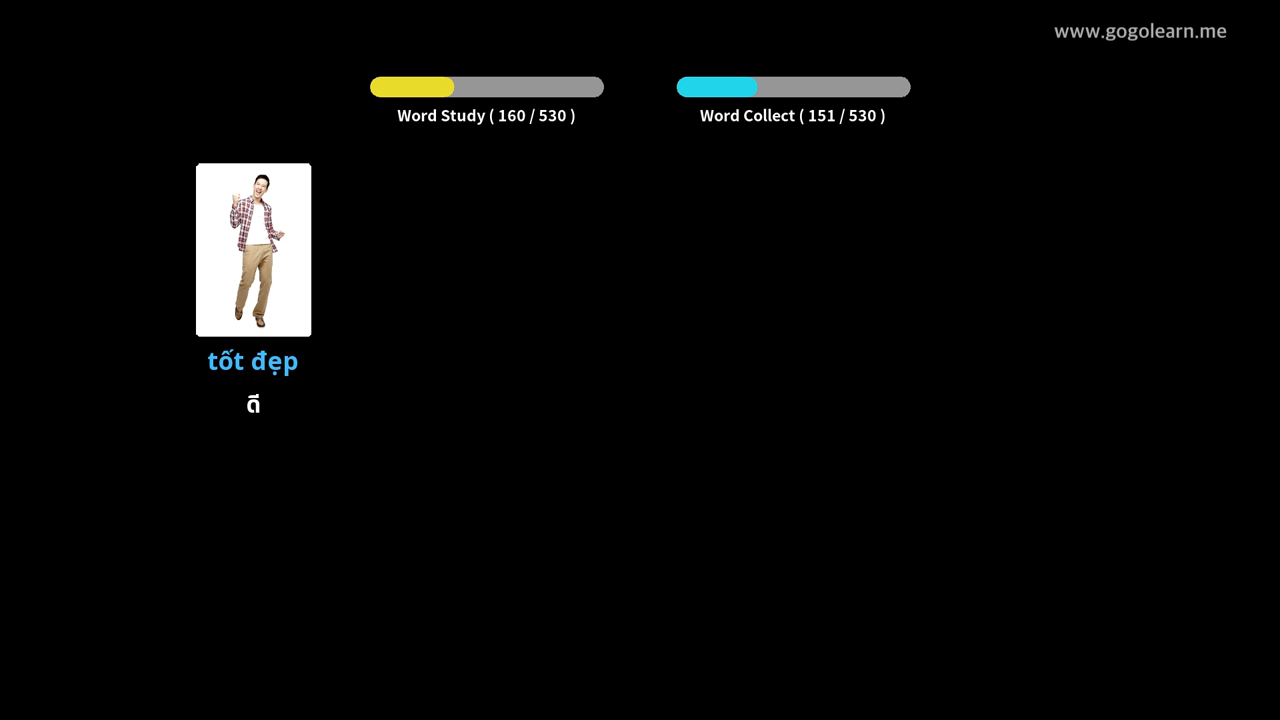 www.gogolearn.me
Word Study ( 160 / 530 )
Word Collect ( 151 / 530 )
tốt đẹp
ดี